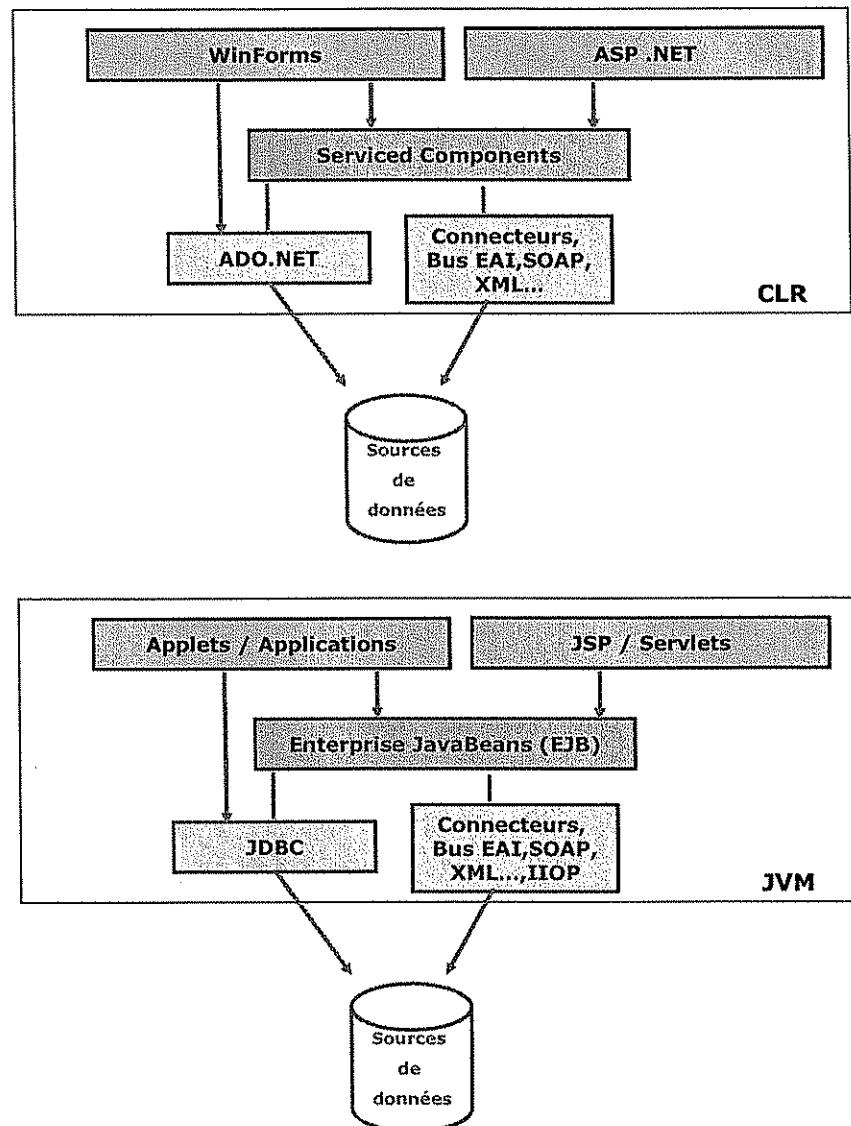 WinForms
ASP .NET
Serviced Components
ADO.NET
Connecteurs,
Bus EAI,SOAP,
XML...
CLR
Sources
de
données
Applets / Applications
JSP / Servlets
Enterprise JavaBeans (EJB)
JDBC
Connecteurs,
Bus EAI,SOAP,
XML...,IIOP
JVM
Sources
de
données